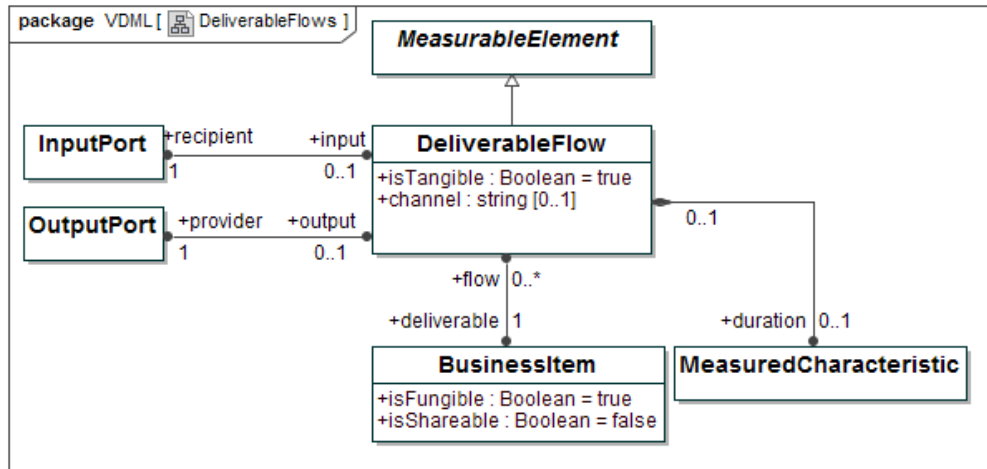 package VDML [ DeliverableFlows ]
MeasurableElement
InputPort
+recipient
+input
1
0..1
DeliverableFlow
+isTangible : Boolean = true
+channel : string [0..1]
OutputPort
+provider
+output
1
0..1
0..1
+flow 0..*
+deliverable 1
+duration 0..1
BusinessItem
+isFungible : Boolean = true
+isShareable : Boolean = false
MeasuredCharacteristic